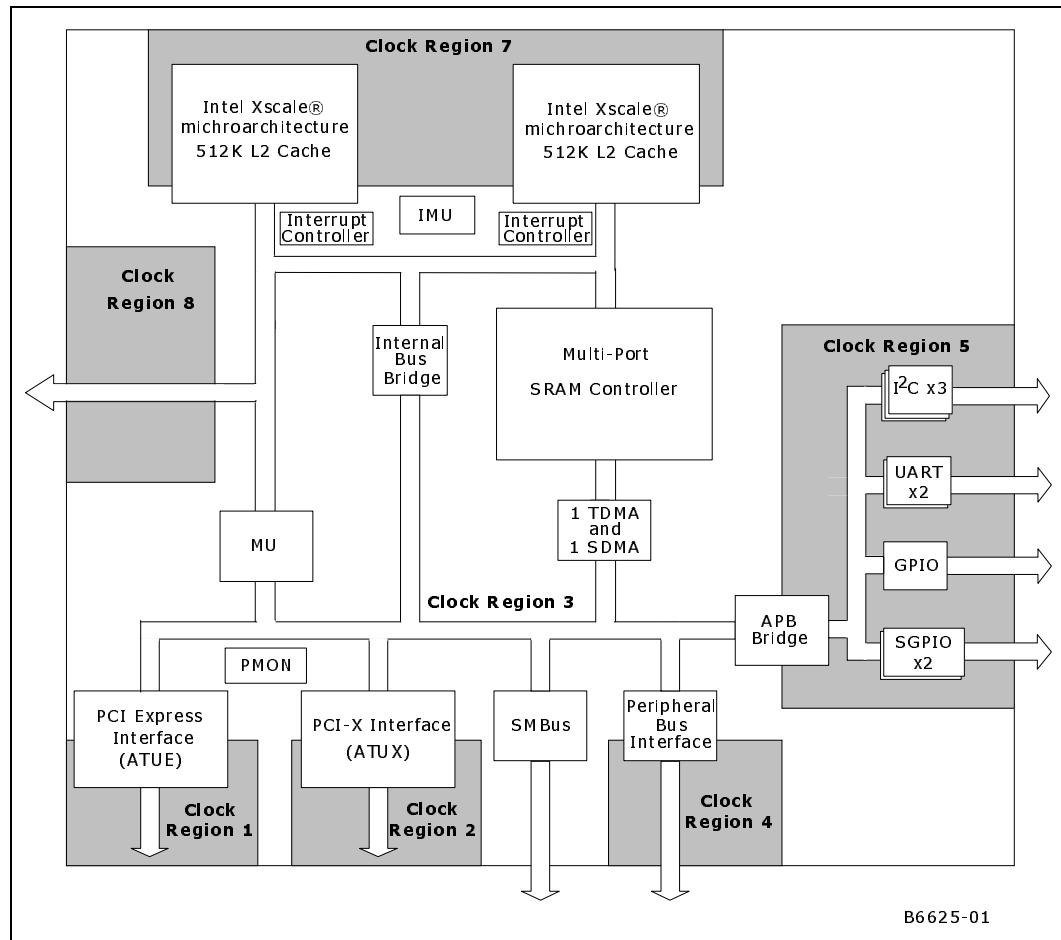 Clock Region 7
Intel Xscale®
michroarchitecture
512K L2 Cache
Intel Xscale®
michroarchitecture
512K L2 Cache
Interrupt
Controller
IMU
Interrupt
Controller
Clock
Region 8
Internal
Bus
Bridge
Multi-Port
SRAM Controller
Clock Region 5
I²C x3
UART
x2
GPIO
SGPIO
x2
MU
1 TDMA
and
1 SDMA
Clock Region 3
APB
Bridge
PMON
PCI Express
Interface
(ATUE)
PCI-X Interface
(ATUX)
SMBus
Peripheral
Bus
Interface
Clock
Region 1
Clock
Region 2
Clock
Region 4
B6625-01